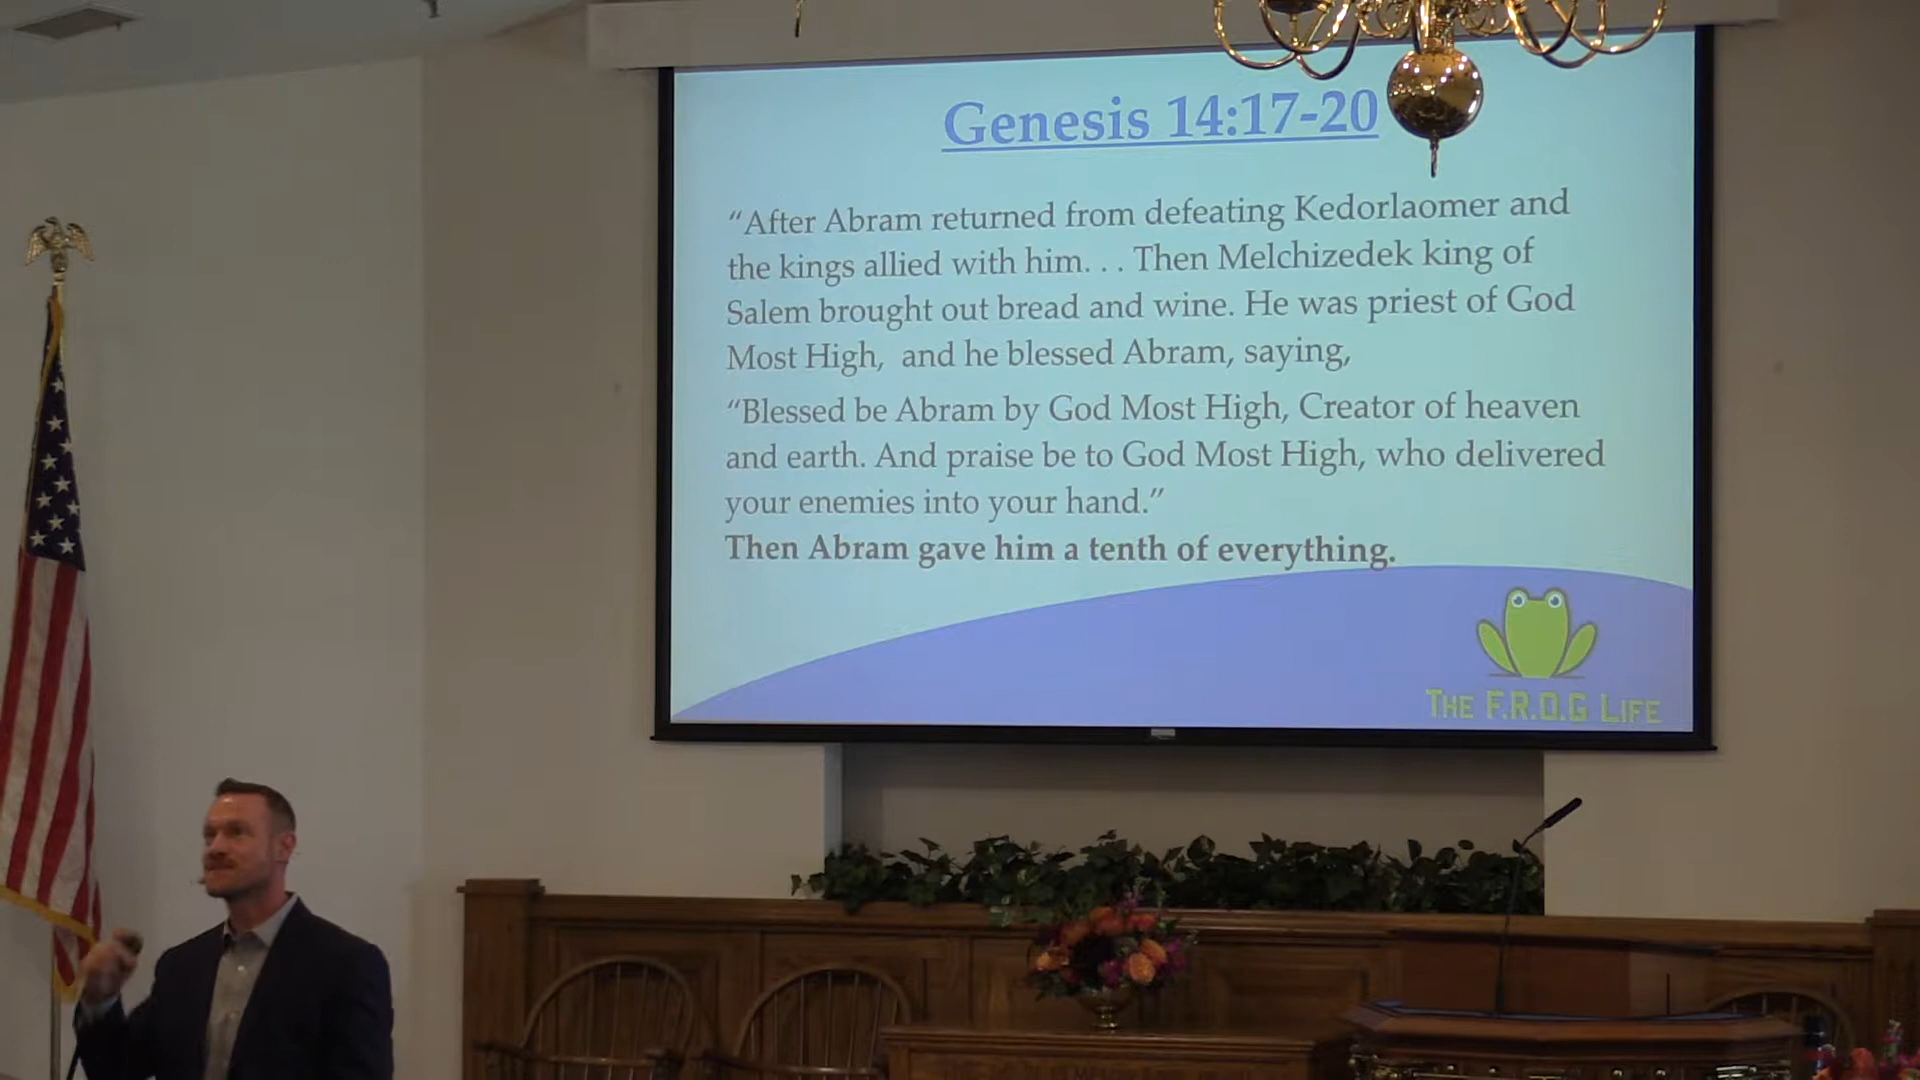 Genesis 14:17-20
“After Abram returned from defeating Kedorlaomer and
the kings allied with him. . . Then Melchizedek king of
Salem brought out bread and wine. He was priest of God
Most High,  and he blessed Abram, saying,
“Blessed be Abram by God Most High, Creator of heaven
and earth. And praise be to God Most High, who delivered
your enemies into your hand.”
Then Abram gave him a tenth of everything.
THE F.R.O.G LIFE